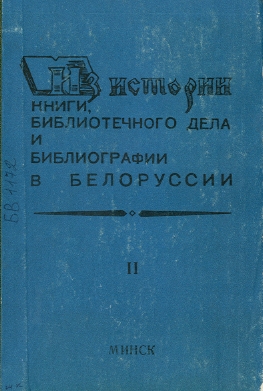 Из истории
КНИГИ,
БИБЛИОТЕЧНОГО ДЕЛА
И
БИБЛИОГРАФИИ
В БЕЛОРУССИИ
II
МИНСК